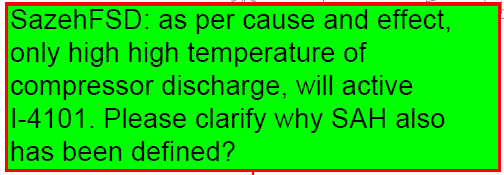 SazehFSD: as per cause and effect,
only high high temperature of
compressor discharge, will active
I-4101. Please clarify why SAH also
has been defined?